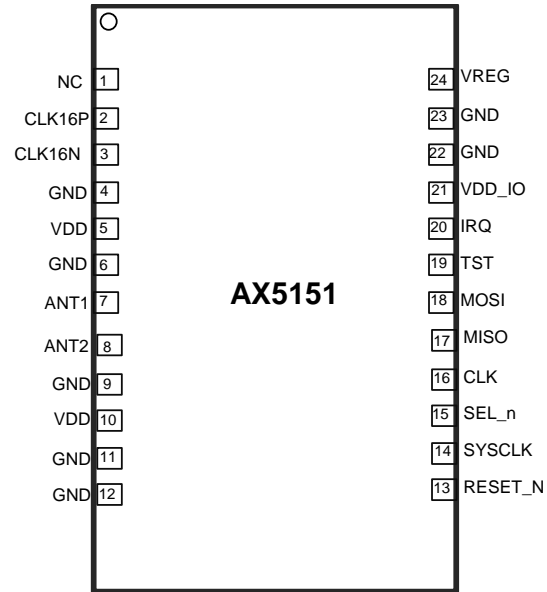 NC 1
CLK16P 2
CLK16N 3
GND 4
VDD 5
GND 6
ANT1 7
ANT2 8
GND 9
VDD 10
GND 11
GND 12
AX5151
24 VREG
23 GND
22 GND
21 VDD_IO
20 IRQ
19 TST
18 MOSI
17 MISO
16 CLK
15 SEL_n
14 SYSCLK
13 RESET_N